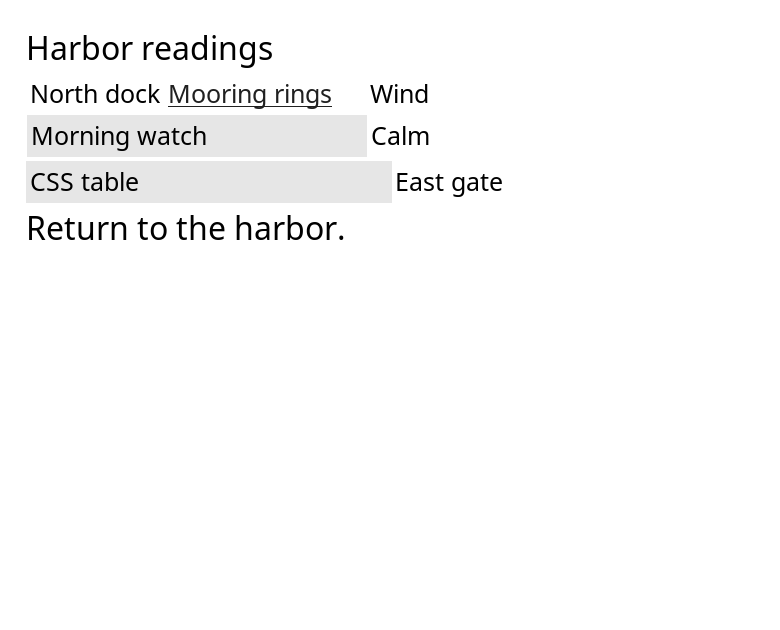 Harbor readings
North dock Mooring rings Wind
Morning watch Calm
CSS table East gate
Return to the harbor.